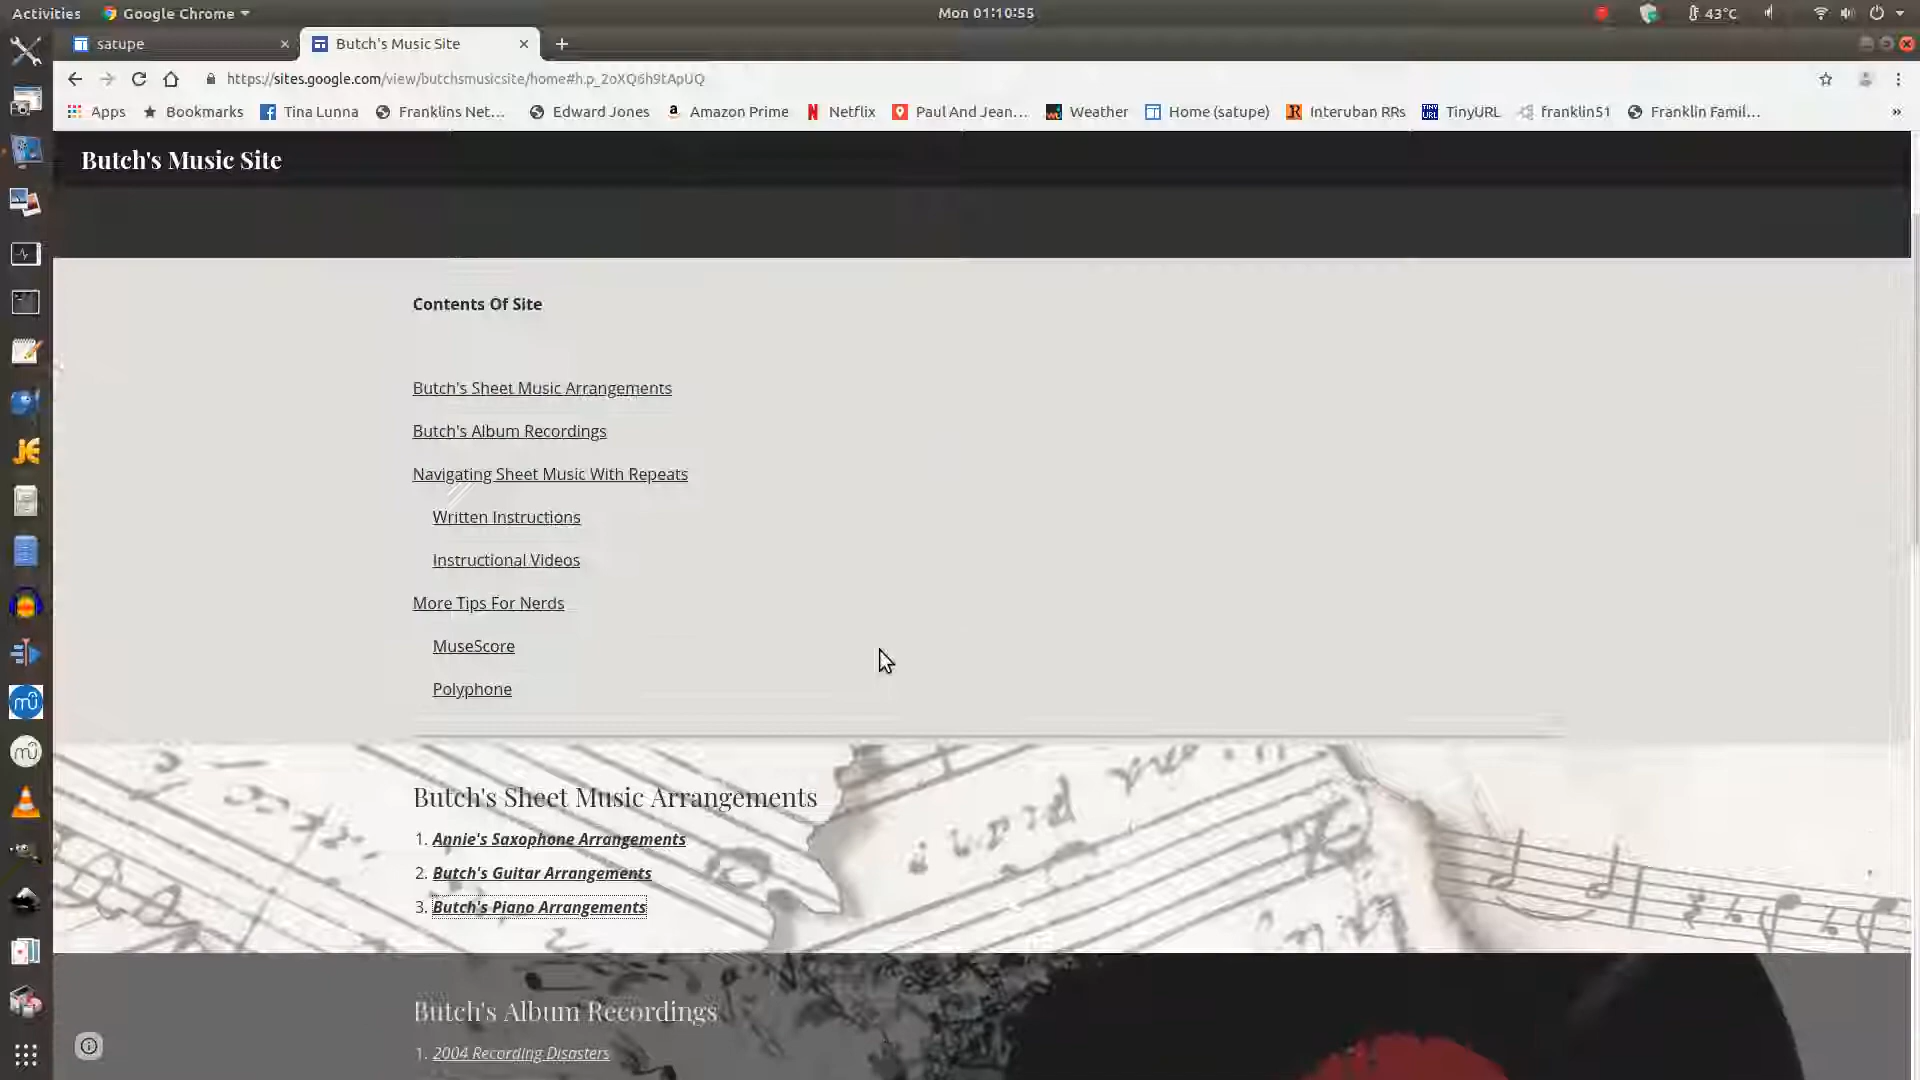 Activities Google Chrome Mon 01:10:55 43°C
satupe Butch's Music Site
https://sites.google.com/view/butchsmusicsite/home#h.p_2oXQ6h9tApUQ
Apps Bookmarks Tina Lunna Franklins Net... Edward Jones Amazon Prime Netflix Paul And Jean... Weather Home (satupe) Interuban RRs TinyURL franklin51 Franklin Famil... »
Butch's Music Site
Contents Of Site
Butch's Sheet Music Arrangements
Butch's Album Recordings
Navigating Sheet Music With Repeats
Written Instructions
Instructional Videos
More Tips For Nerds
MuseScore
Polyphone
Butch's Sheet Music Arrangements
1. Annie's Saxophone Arrangements
2. Butch's Guitar Arrangements
3. Butch's Piano Arrangements
Butch's Album Recordings
1. 2004 Recording Disasters